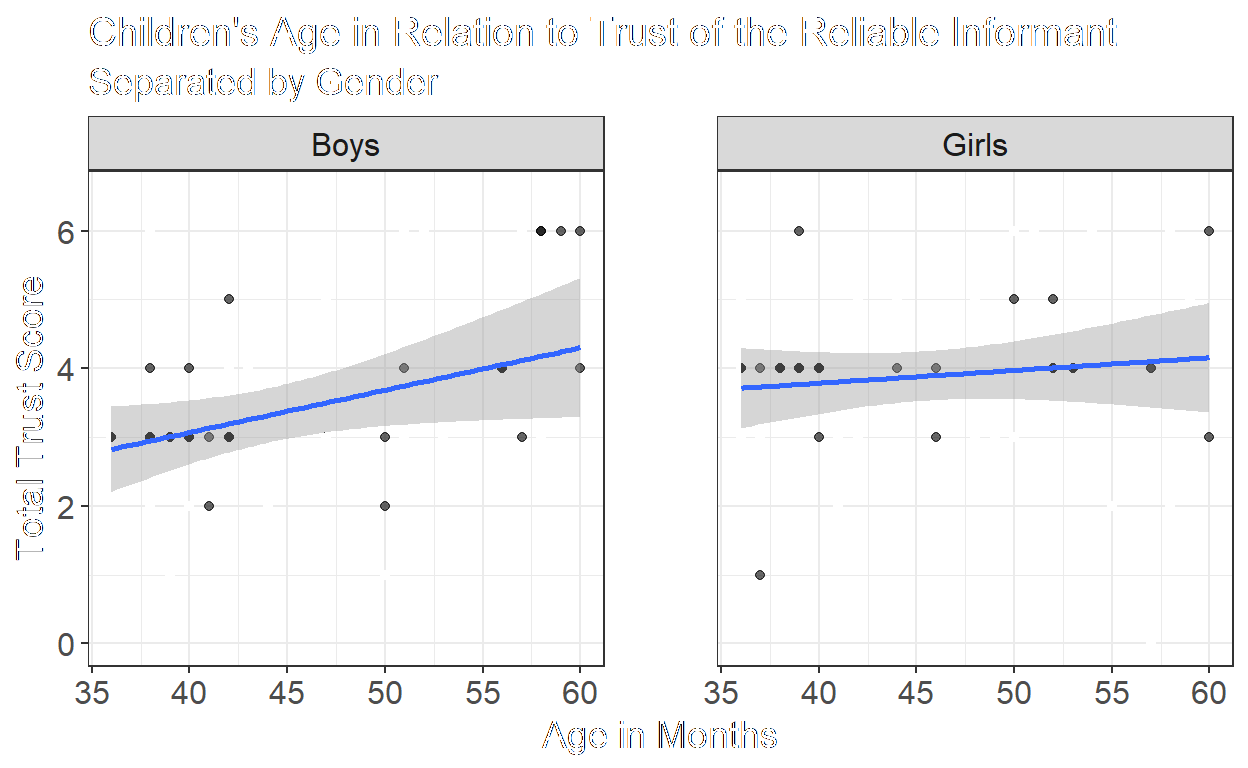 Children's Age in Relation to Trust of the Reliable Informant
Separated by Gender
Boys
Girls
Total Trust Score
6
4
2
0
35 40 45 50 55 60
35 40 45 50 55 60
Age in Months